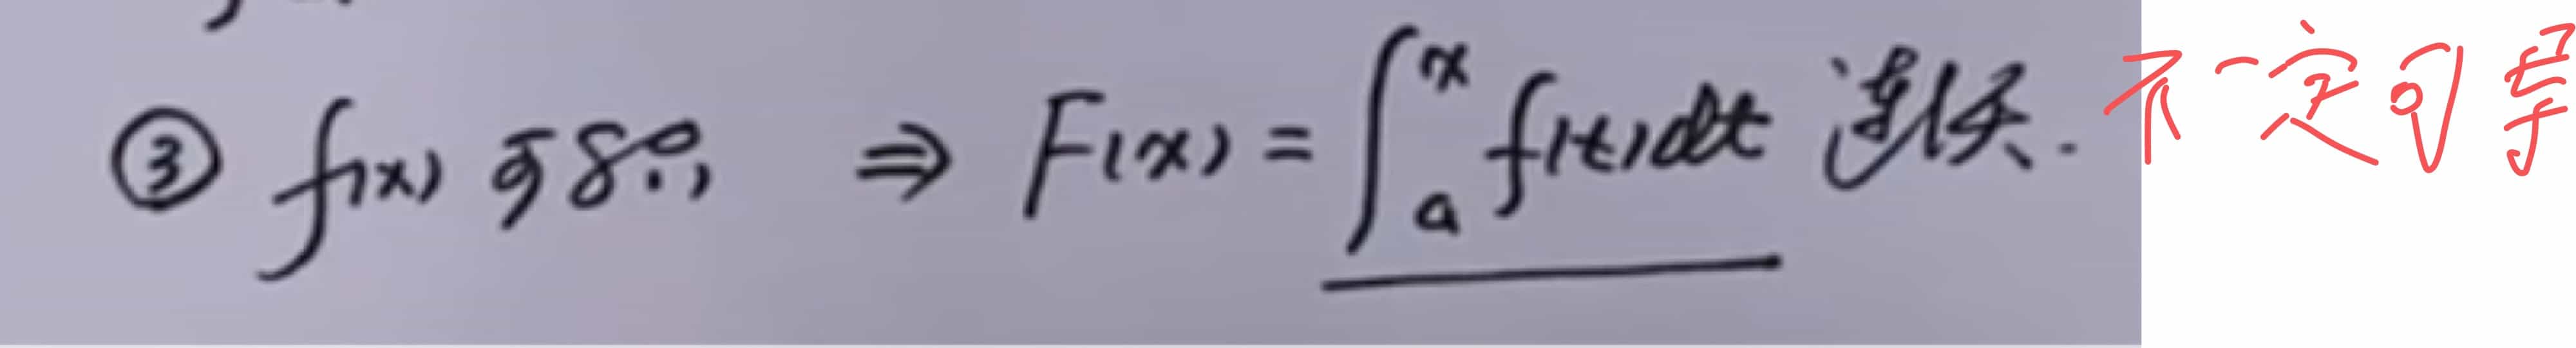 ③ f(x) 可积, ⇒ F(x) = ∫ₐˣ f(t)dt 连续. 不一定可导